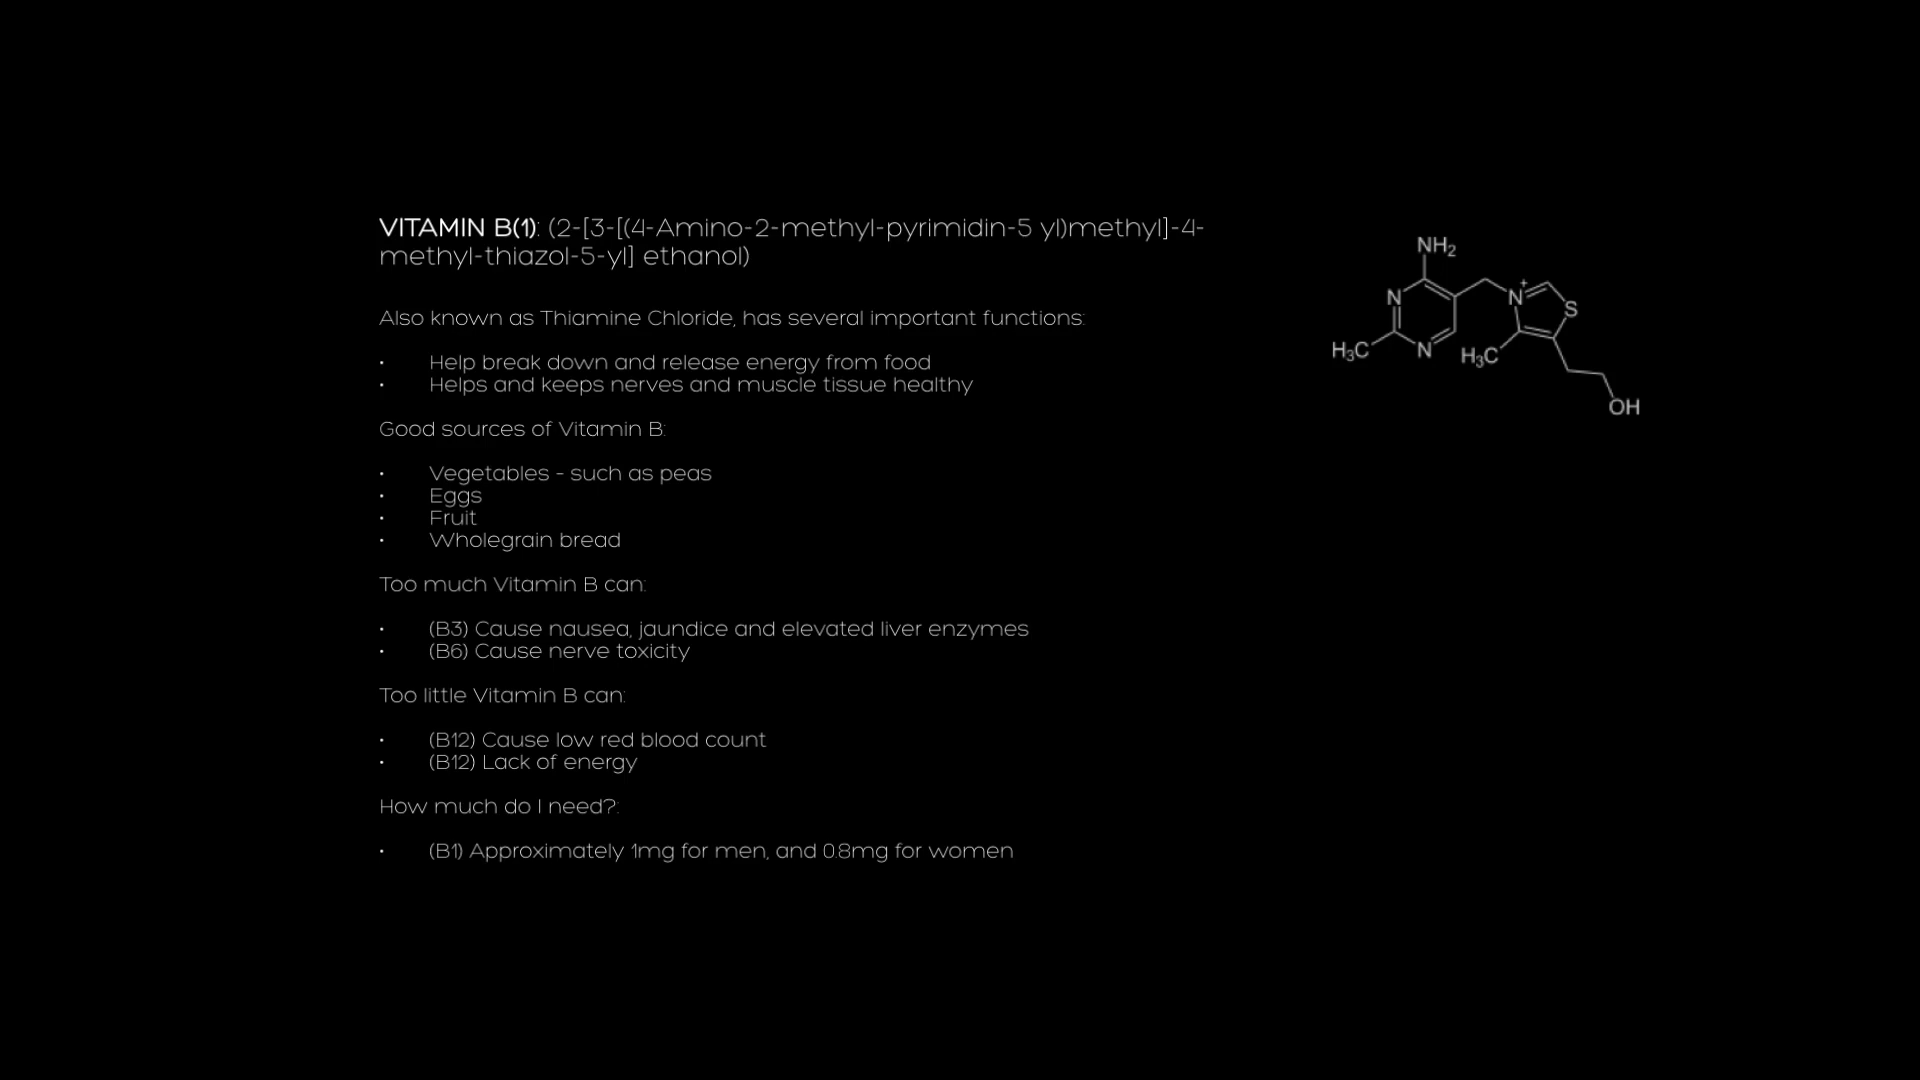 VITAMIN B(1): (2-[3-[(4-Amino-2-methyl-pyrimidin-5 yl)methyl]-4-
methyl-thiazol-5-yl] ethanol)
Also known as Thiamine Chloride, has several important functions:
• Help break down and release energy from food
• Helps and keeps nerves and muscle tissue healthy
Good sources of Vitamin B:
• Vegetables - such as peas
• Eggs
• Fruit
• Wholegrain bread
Too much Vitamin B can:
• (B3) Cause nausea, jaundice and elevated liver enzymes
• (B6) Cause nerve toxicity
Too little Vitamin B can:
• (B12) Cause low red blood count
• (B12) Lack of energy
How much do I need?:
• (B1) Approximately 1mg for men, and 0.8mg for women
NH2
N N+ S
H3C N H3C
OH